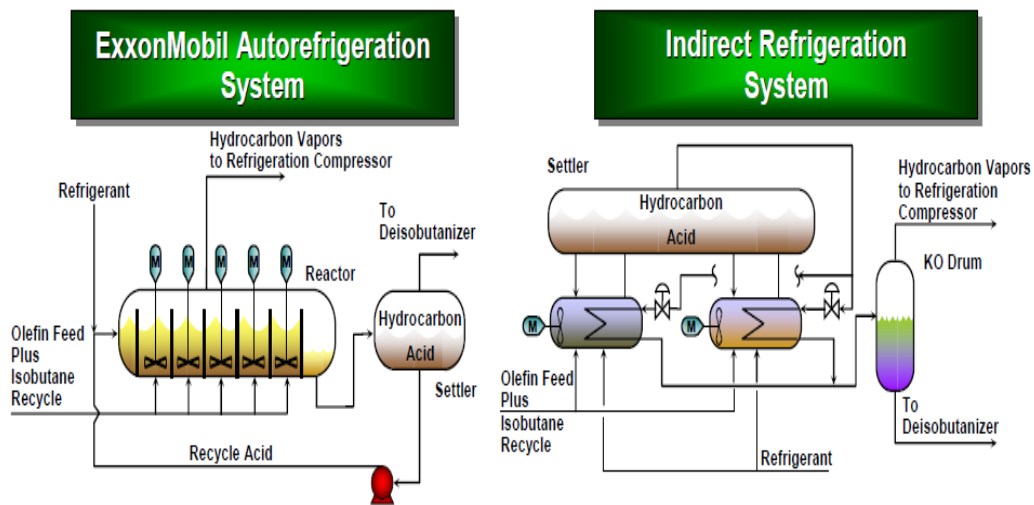 ExxonMobil Autorefrigeration
System
Hydrocarbon Vapors
to Refrigeration Compressor
Refrigerant
To
Deisobutanizer
M
M
M
M
M
Reactor
Olefin Feed
Plus
Isobutane
Recycle
Hydrocarbon
Acid
Settler
Recycle Acid
M
Indirect Refrigeration
System
Settler
Hydrocarbon Vapors
to Refrigeration
Compressor
Hydrocarbon
Acid
KO Drum
M
M
Olefin Feed
Plus
Isobutane
Recycle
To
Deisobutanizer
Refrigerant